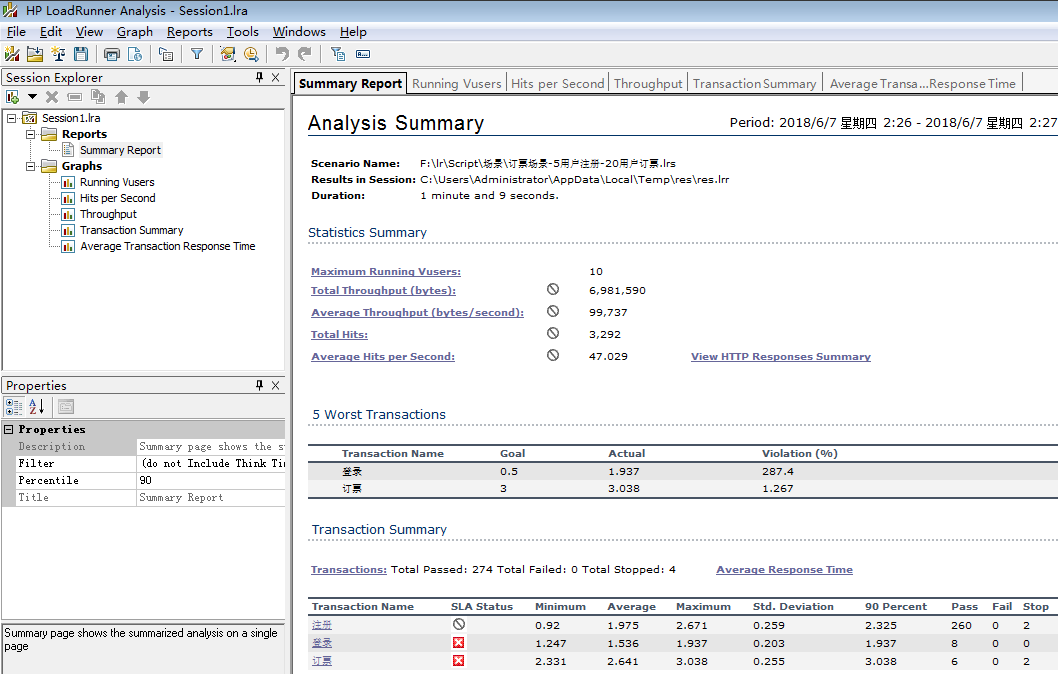 HP LoadRunner Analysis - Session1.lra
File Edit View Graph Reports Tools Windows Help
Session Explorer
Session1.lra
Reports
Summary Report
Graphs
Running Vusers
Hits per Second
Throughput
Transaction Summary
Average Transaction Response Time
Properties
Properties
Description Summary page shows the s
Filter (do not Include Think Ti
Percentile 90
Title Summary Report
Summary page shows the summarized analysis on a single
page
Summary Report Running Vusers Hits per Second Throughput Transaction Summary Average Transa...Response Time
Analysis Summary Period: 2018/6/7 星期四 2:26 - 2018/6/7 星期四 2:27
Scenario Name: F:\lr\Script\场景\订票场景-5用户注册-20用户订票.lrs
Results in Session: C:\Users\Administrator\AppData\Local\Temp\res\res.lrr
Duration: 1 minute and 9 seconds.
Statistics Summary
Maximum Running Vusers: 10
Total Throughput (bytes): 6,981,590
Average Throughput (bytes/second): 99,737
Total Hits: 3,292
Average Hits per Second: 47.029 View HTTP Responses Summary
5 Worst Transactions
Transaction Name Goal Actual Violation (%)
登录 0.5 1.937 287.4
订票 3 3.038 1.267
Transaction Summary
Transactions: Total Passed: 274 Total Failed: 0 Total Stopped: 4 Average Response Time
Transaction Name SLA Status Minimum Average Maximum Std. Deviation 90 Percent Pass Fail Stop
注册 0.92 1.975 2.671 0.259 2.325 260 0 2
登录 1.247 1.536 1.937 0.203 1.937 8 0 0
订票 2.331 2.641 3.038 0.255 3.038 6 0 2